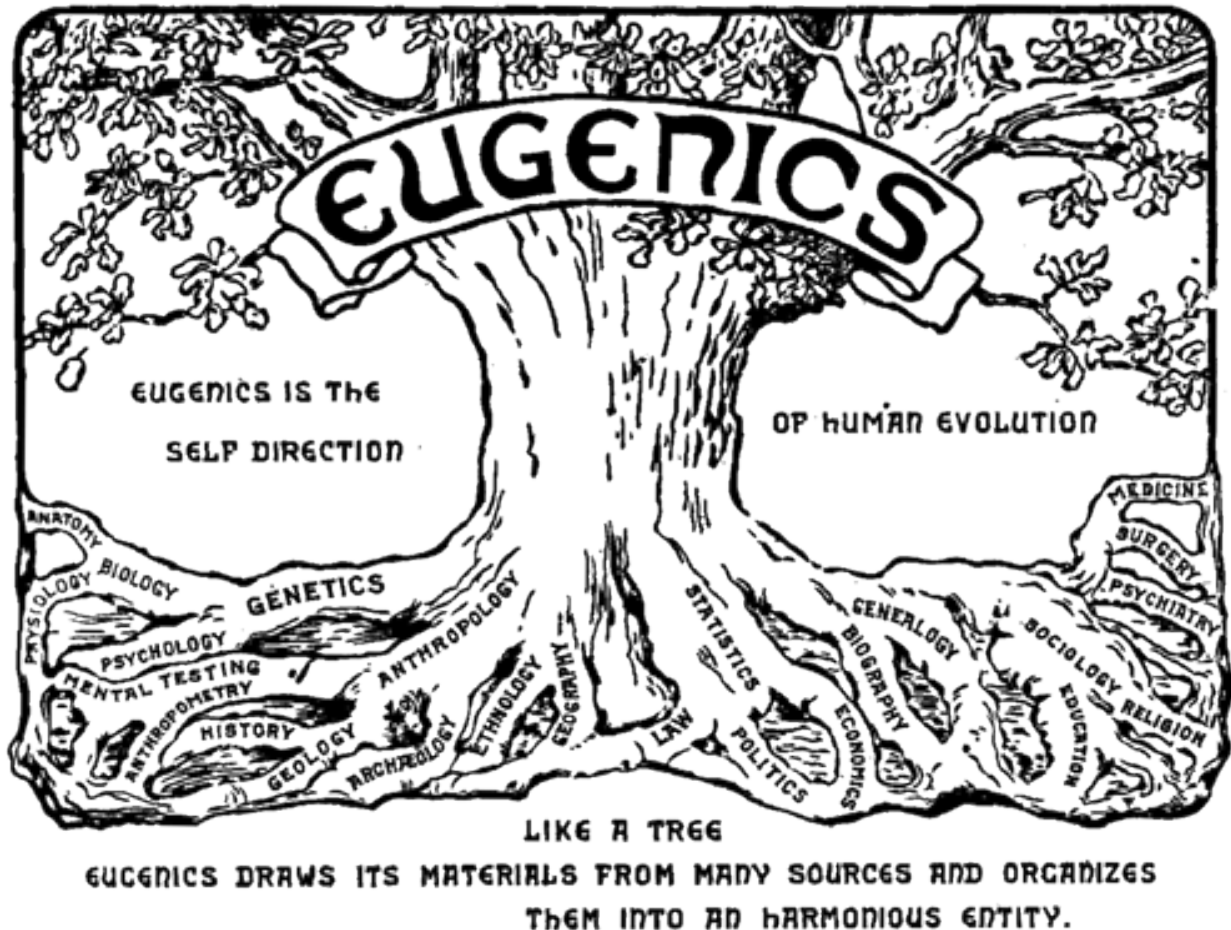 EUGENICS
EUGENICS IS THE
SELF DIRECTION
OF HUMAN EVOLUTION
ANATOMY
PHYSIOLOGY
BIOLOGY
GENETICS
PSYCHOLOGY
MENTAL TESTING
ANTHROPOMETRY
HISTORY
GEOLOGY
ANTHROPOLOGY
ARCHÆOLOGY
ETHNOLOGY
GEOGRAPHY
LAW
STATISTICS
POLITICS
ECONOMICS
BIOGRAPHY
GENEALOGY
EDUCATION
SOCIOLOGY
RELIGION
PSYCHIATRY
SURGERY
MEDICINE
LIKE A TREE
EUGENICS DRAWS ITS MATERIALS FROM MANY SOURCES AND ORGANIZES
THEM INTO AN HARMONIOUS ENTITY.